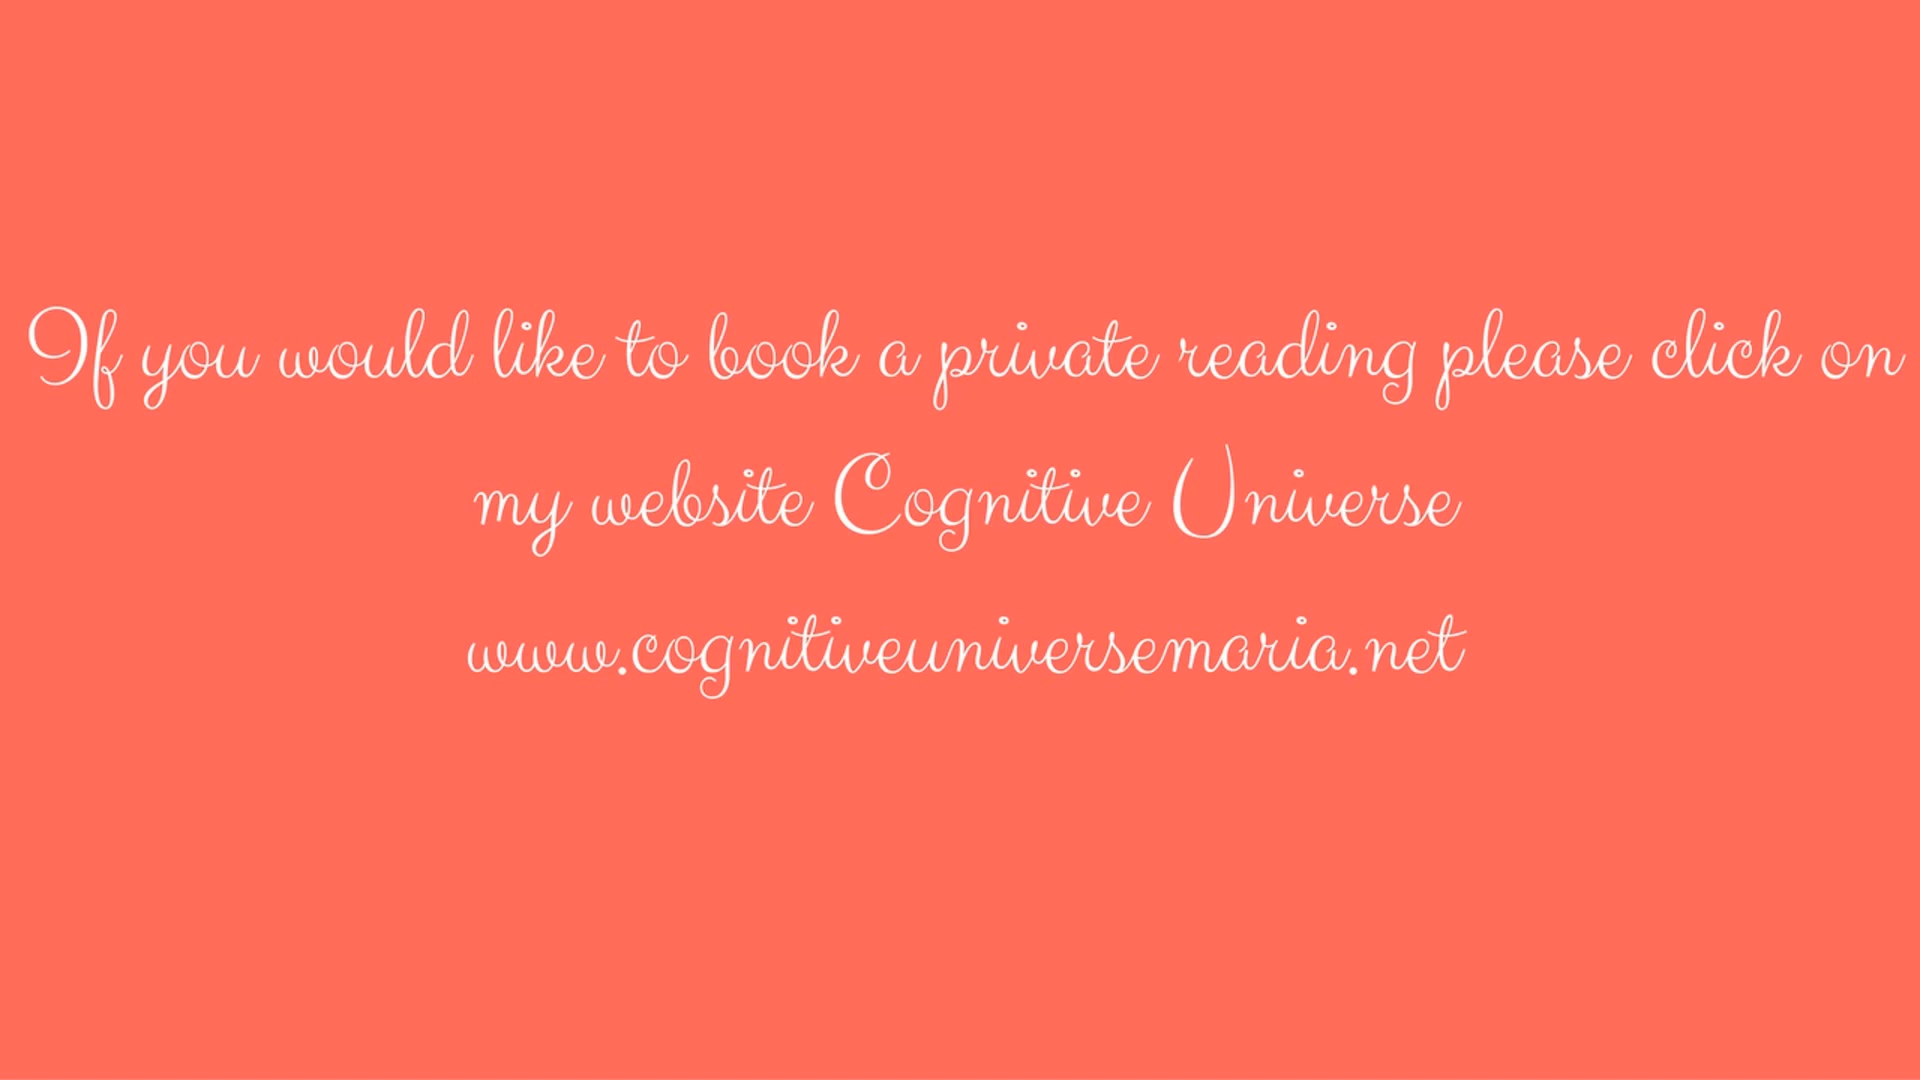 If you would like to book a private reading please click on
my website Cognitive Universe
www.cognitiveuniversemaria.net